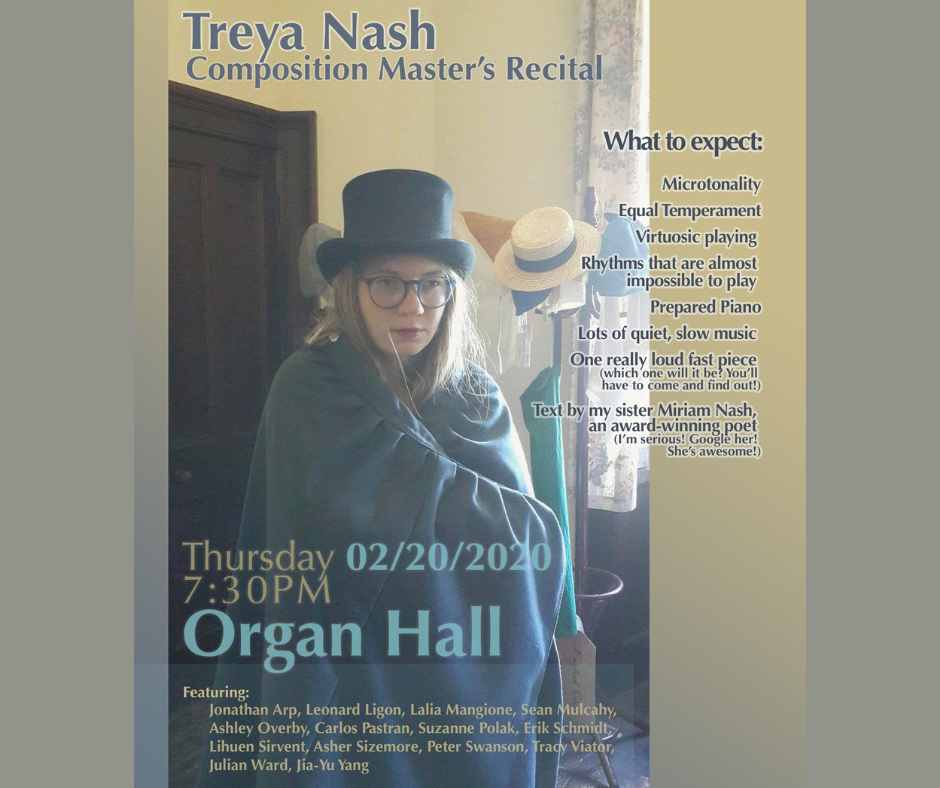 Treya Nash
Composition Master's Recital
What to expect:
Microtonality
Equal Temperament
Virtuosic playing
Rhythms that are almost
impossible to play
Prepared Piano
Lots of quiet, slow music
One really loud fast piece
(which one will it be? You'll
have to come and find out!)
Text by my sister Miriam Nash,
an award-winning poet
(I'm serious! Google her!
She's awesome!)
Thursday 02/20/2020
7:30PM
Organ Hall
Featuring:
Jonathan Arp, Leonard Ligon, Lalia Mangione, Sean Mulcahy,
Ashley Overby, Carlos Pastran, Suzanne Polak, Erik Schmidt,
Lihuen Sirvent, Asher Sizemore, Peter Swanson, Tracy Viator,
Julian Ward, Jia-Yu Yang